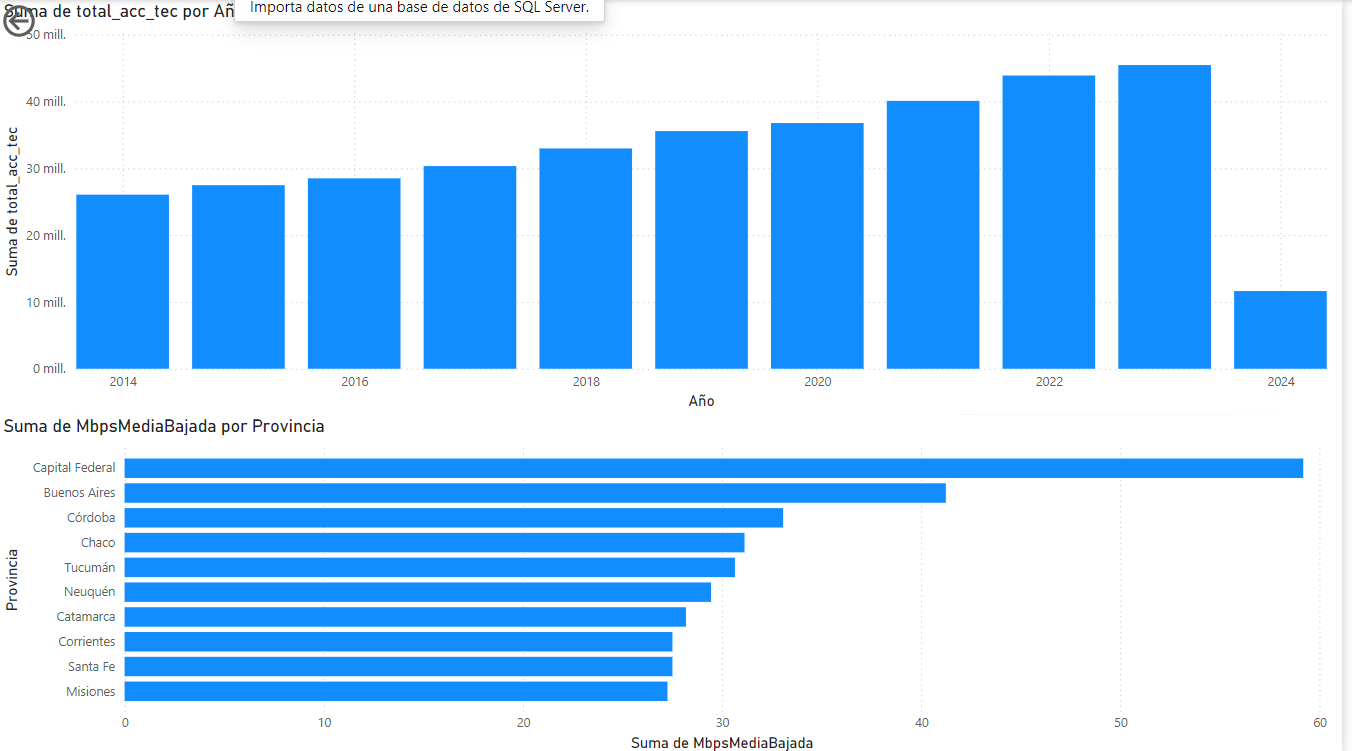 Suma de total_acc_tec por Añ
Importa datos de una base de datos de SQL Server.
50 mill.
40 mill.
30 mill.
20 mill.
10 mill.
0 mill.
Suma de total_acc_tec
2014
2016
2018
2020
2022
2024
Año
Suma de MbpsMediaBajada por Provincia
Provincia
Capital Federal
Buenos Aires
Córdoba
Chaco
Tucumán
Neuquén
Catamarca
Corrientes
Santa Fe
Misiones
0
10
20
30
40
50
60
Suma de MbpsMediaBajada